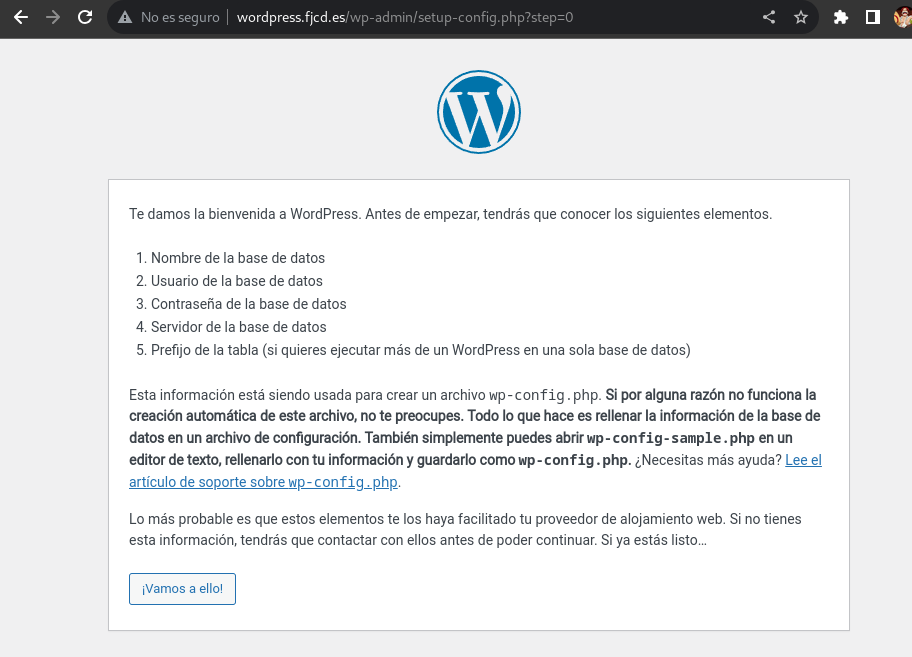 No es seguro | wordpress.fjcd.es/wp-admin/setup-config.php?step=0
W
Te damos la bienvenida a WordPress. Antes de empezar, tendrás que conocer los siguientes elementos.
1. Nombre de la base de datos
2. Usuario de la base de datos
3. Contraseña de la base de datos
4. Servidor de la base de datos
5. Prefijo de la tabla (si quieres ejecutar más de un WordPress en una sola base de datos)
Esta información está siendo usada para crear un archivo wp-config.php. Si por alguna razón no funciona la
creación automática de este archivo, no te preocupes. Todo lo que hace es rellenar la información de la base de
datos en un archivo de configuración. También simplemente puedes abrir wp-config-sample.php en un
editor de texto, rellenarlo con tu información y guardarlo como wp-config.php. ¿Necesitas más ayuda? Lee el
artículo de soporte sobre wp-config.php.
Lo más probable es que estos elementos te los haya facilitado tu proveedor de alojamiento web. Si no tienes
esta información, tendrás que contactar con ellos antes de poder continuar. Si ya estás listo…
¡Vamos a ello!